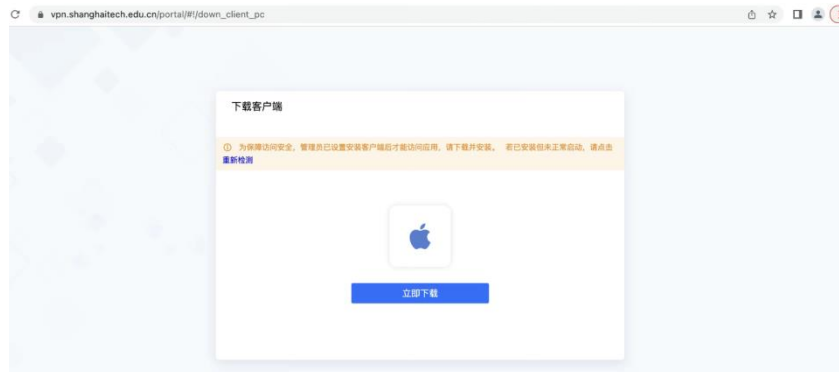 vpn.shanghaitech.edu.cn/portal/#!/down_client_pc
下载客户端
为保障访问安全，管理员已设置安装客户端后才能访问应用，请下载并安装。 若已安装但未正常启动，请点击
重新检测
立即下载